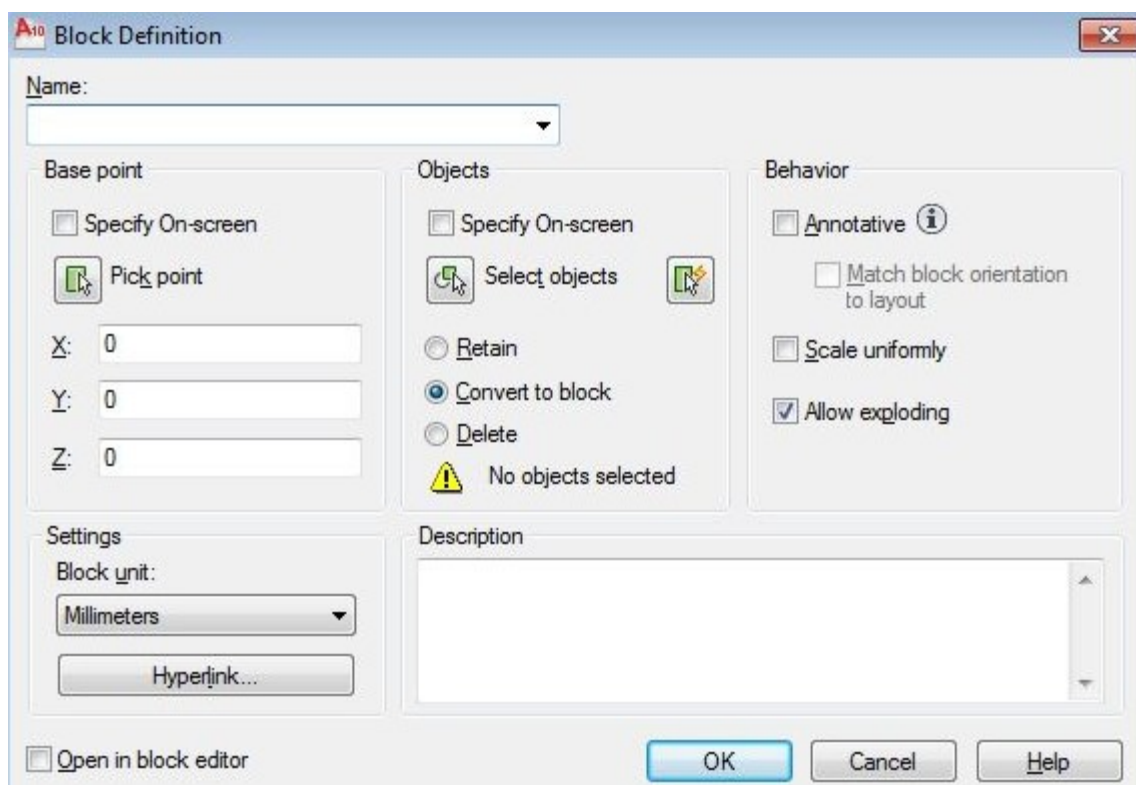 A10 Block Definition
Name:
Base point
Specify On-screen
Pick point
X: 0
Y: 0
Z: 0
Objects
Specify On-screen
Select objects
Retain
Convert to block
Delete
No objects selected
Behavior
Annotative
Match block orientation
to layout
Scale uniformly
Allow exploding
Settings
Block unit:
Millimeters
Hyperlink...
Description
Open in block editor
OK
Cancel
Help